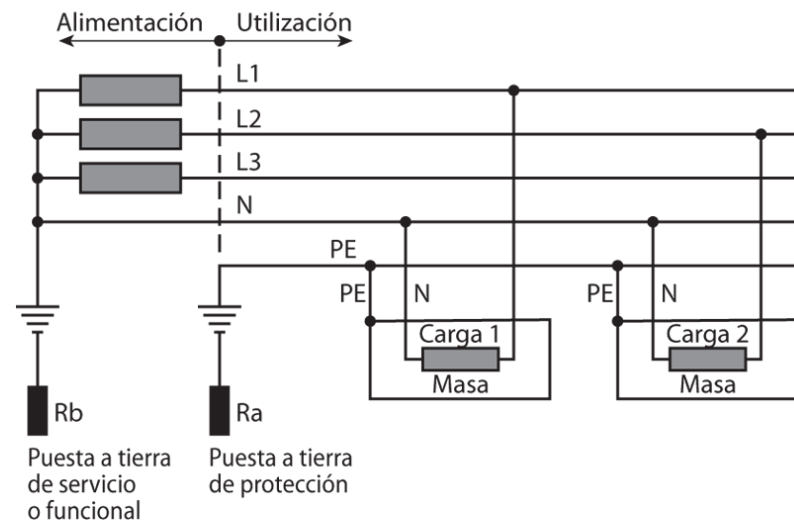 Alimentación
Utilización
L1
L2
L3
N
PE
PE
N
PE
N
Carga 1
Carga 2
Masa
Masa
Rb
Ra
Puesta a tierra
de servicio
o funcional
Puesta a tierra
de protección